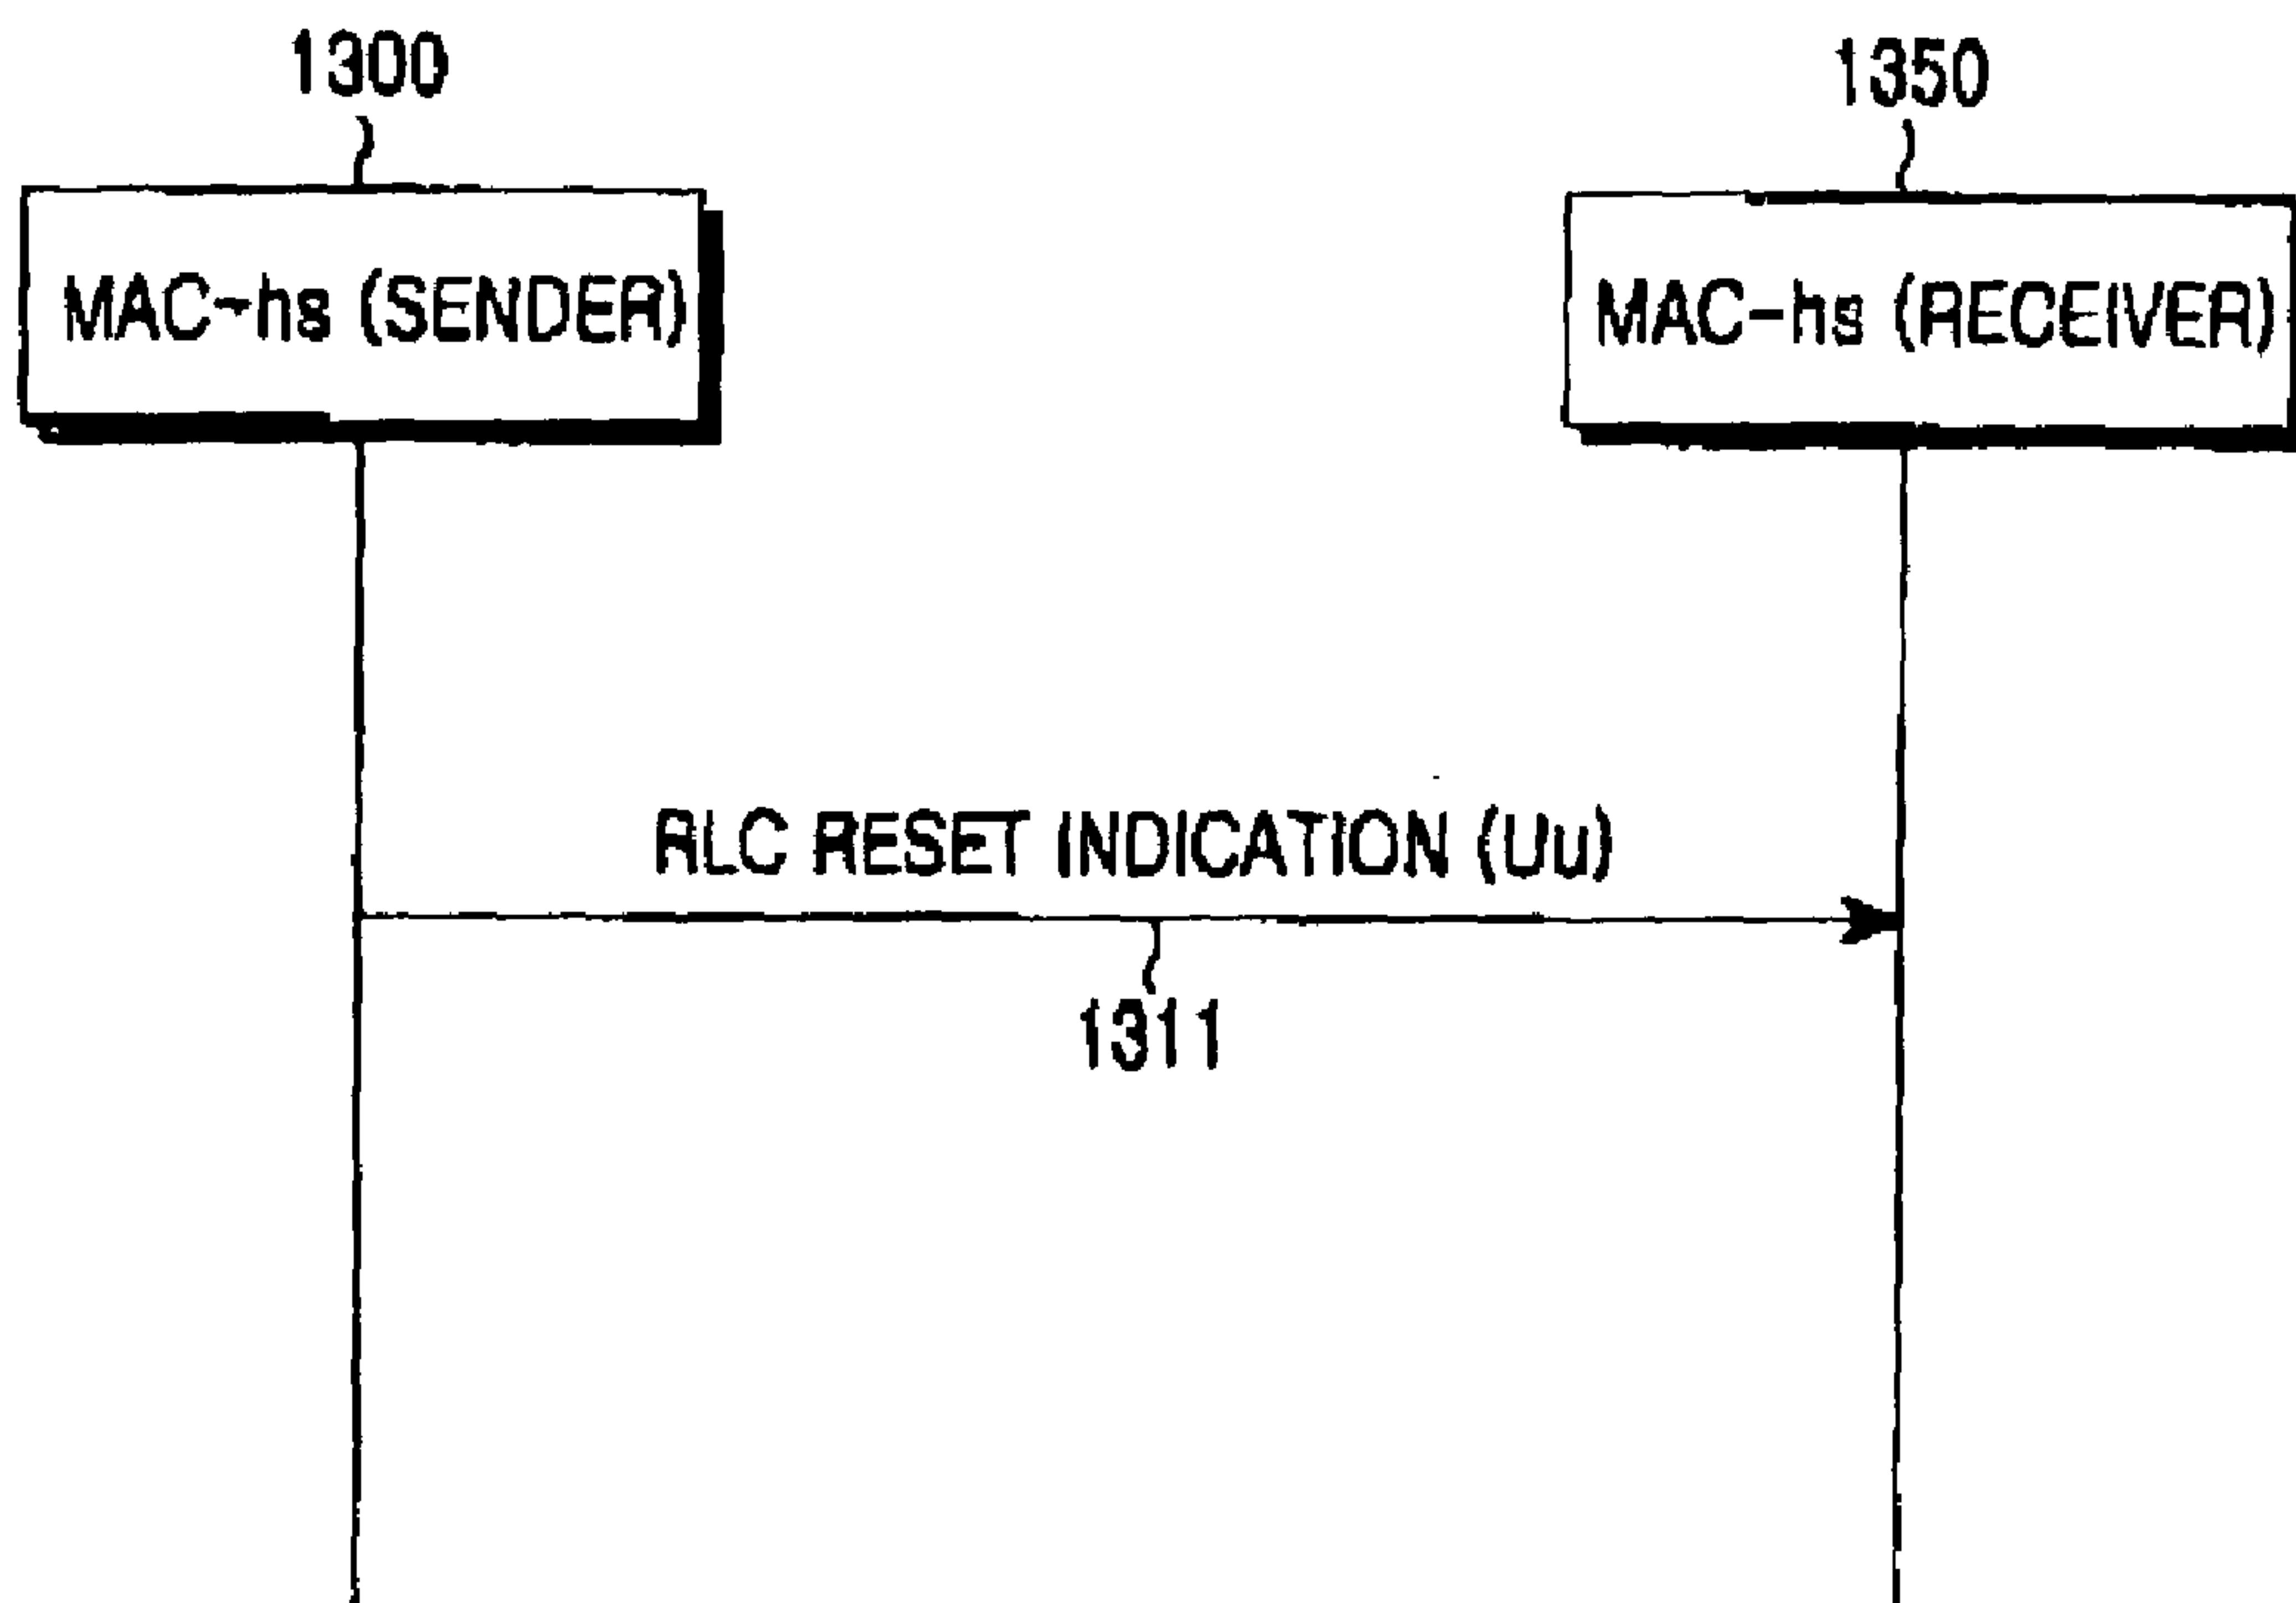 1300
1350
MAC-hs (SENDER)
MAC-hs (RECEIVER)
RLC RESET INDICATION (Uu)
1311